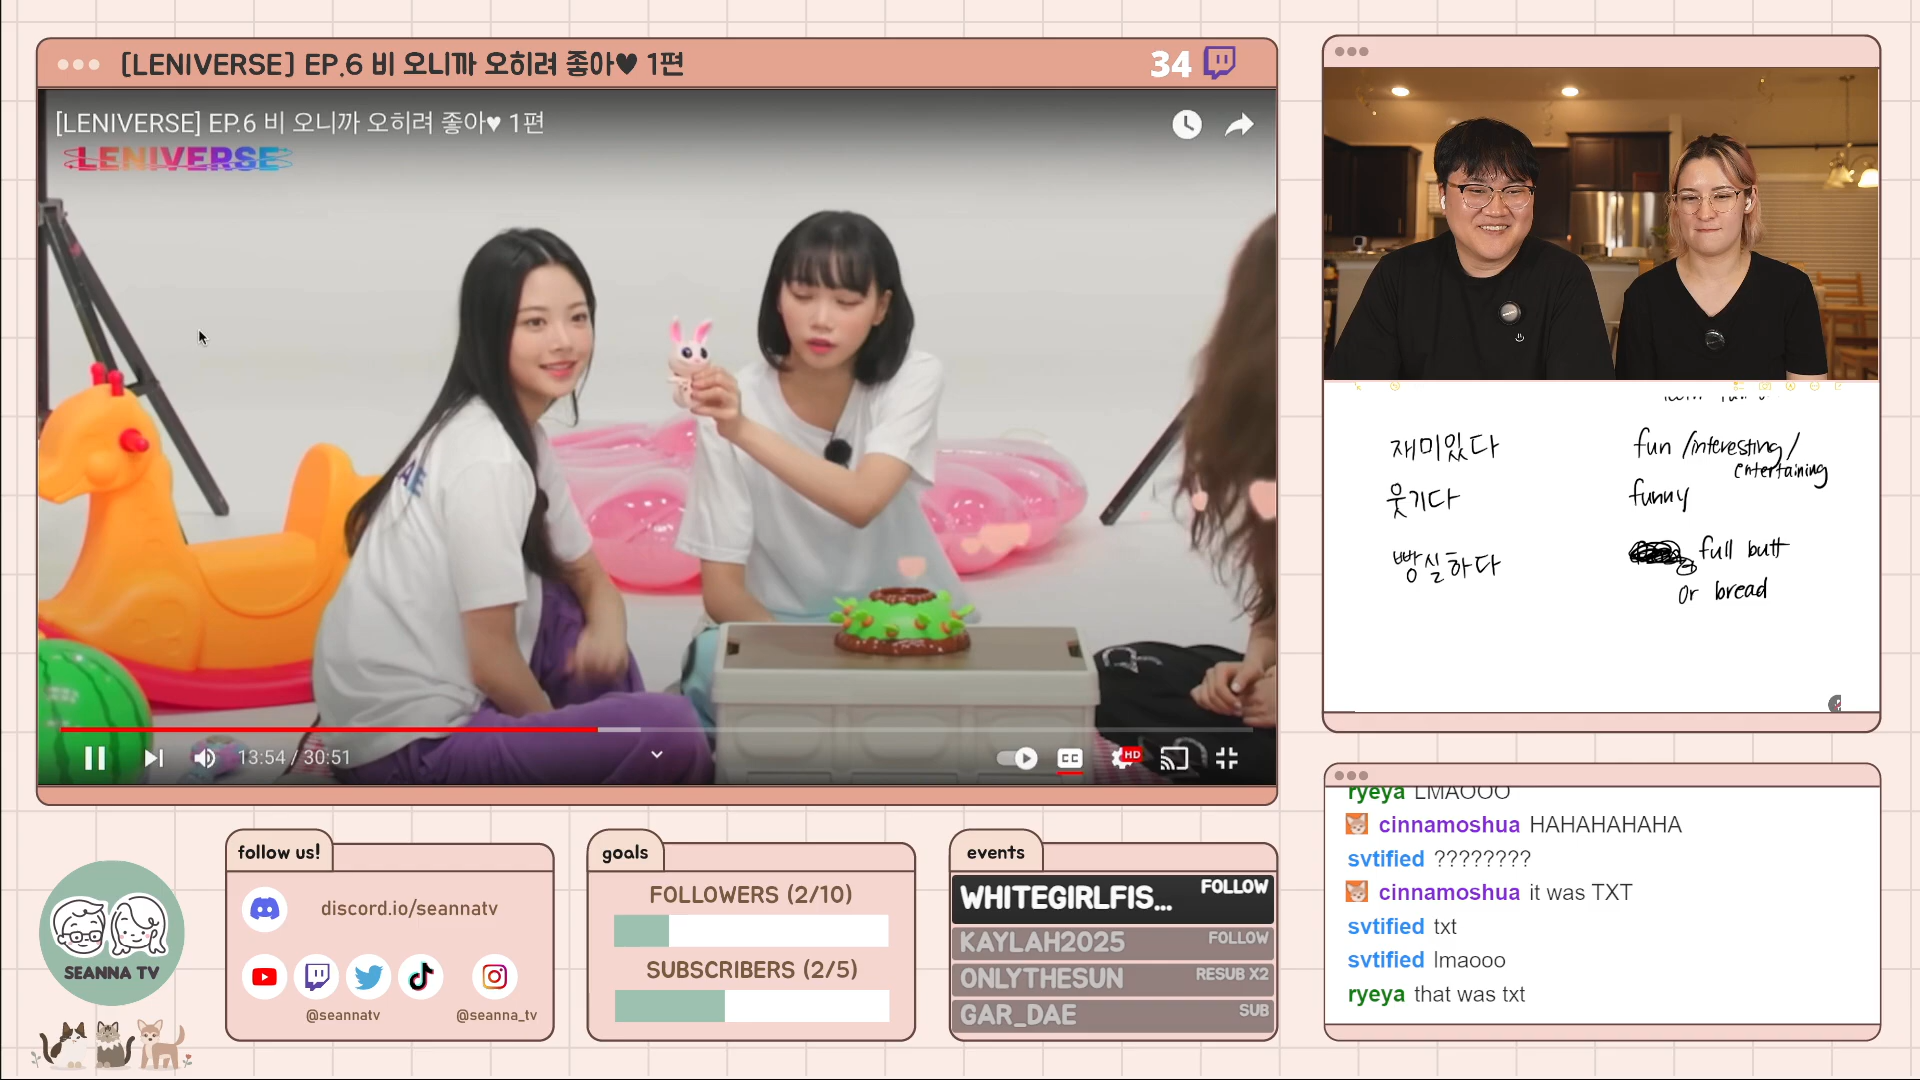 [LENIVERSE] EP.6 비 오니까 오히려 좋아♥ 1편
34
[LENIVERSE] EP.6 비 오니까 오히려 좋아♥ 1편
LENIVERSE
13:54 / 30:51
CC
HD
재미있다
fun /interesting/
entertaining
웃기다
funny
빵실하다
full butt
or bread
ryeya LMAOOO
cinnamoshua HAHAHAHAHA
svtified ????????
cinnamoshua it was TXT
svtified txt
svtified lmaooo
ryeya that was txt
SEANNA TV
follow us!
discord.io/seannatv
@seannatv
@seanna_tv
goals
FOLLOWERS (2/10)
SUBSCRIBERS (2/5)
events
WHITEGIRLFIS... FOLLOW
KAYLAH2025 FOLLOW
ONLYTHESUN RESUB X2
GAR_DAE SUB